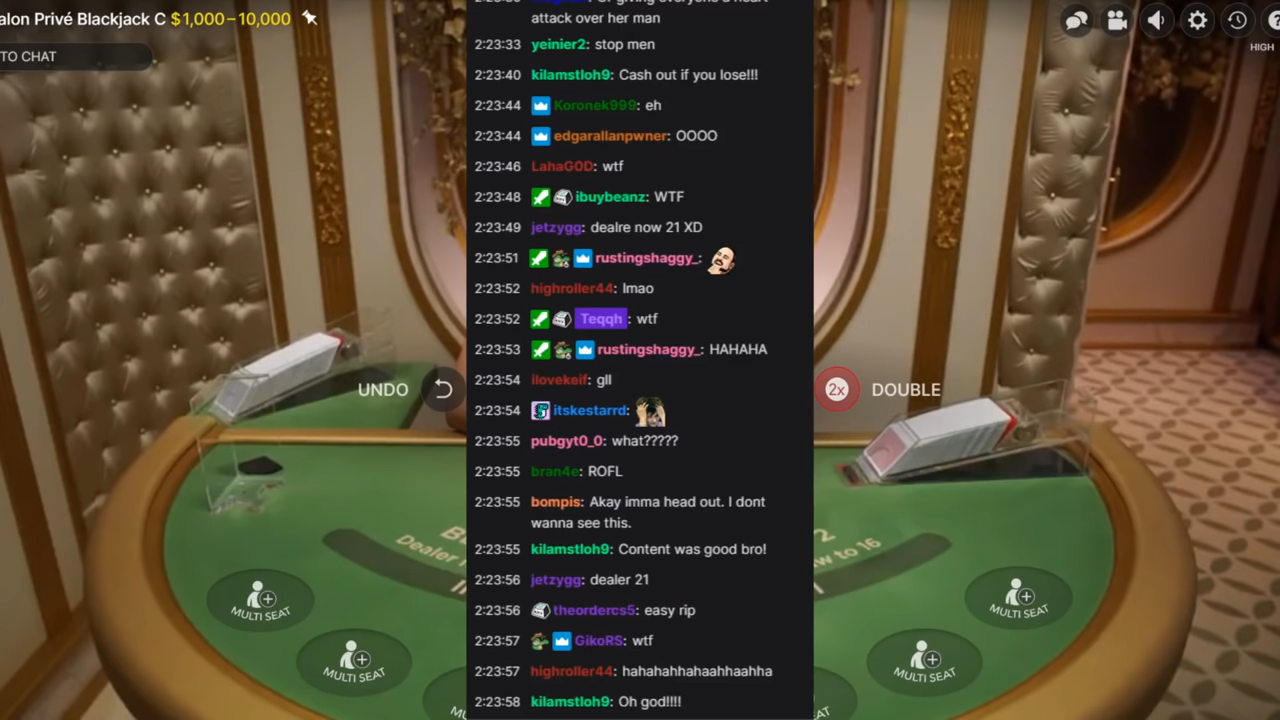 alon Privé Blackjack C $1,000–10,000
TO CHAT
HIGH
attack over her man
2:23:33 yeinier2: stop men
2:23:40 kilamstloh9: Cash out if you lose!!!
2:23:44 Koronek999: eh
2:23:44 edgarallanpwner: OOOO
2:23:46 LahaG0D: wtf
2:23:48 ibuybeanz: WTF
2:23:49 jetzygg: dealre now 21 XD
2:23:51 rustingshaggy_:
2:23:52 highroller44: lmao
2:23:52 Teqqh: wtf
2:23:53 rustingshaggy_: HAHAHA
2:23:54 ilovekeif: gll
2:23:54 itskestarrd:
2:23:55 pubgyt0_0: what?????
2:23:55 bran4e: ROFL
2:23:55 bompis: Akay imma head out. I dont
wanna see this.
2:23:55 kilamstloh9: Content was good bro!
2:23:56 jetzygg: dealer 21
2:23:56 theordercs5: easy rip
2:23:57 GikoRS: wtf
2:23:57 highroller44: hahahahhahaahhaahha
2:23:58 kilamstloh9: Oh god!!!!
UNDO
2x DOUBLE
Dealer
to 16
MULTI SEAT
MULTI SEAT
MULTI SEAT
MULTI SEAT